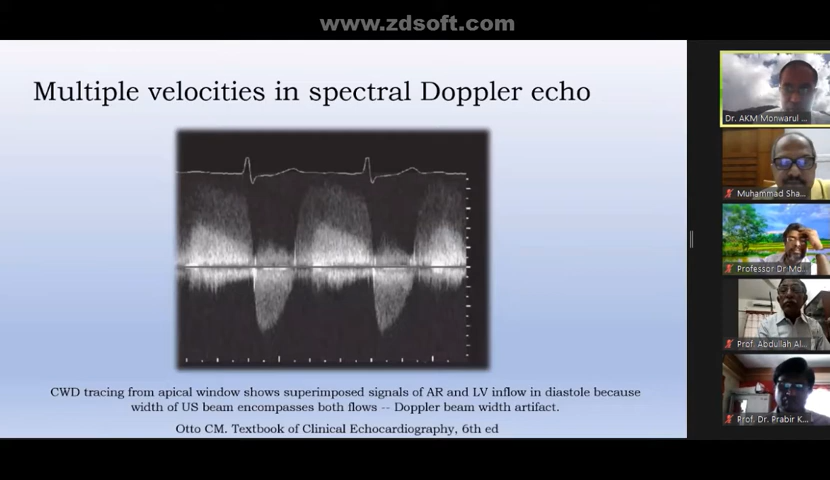 www.zdsoft.com
Multiple velocities in spectral Doppler echo
CWD tracing from apical window shows superimposed signals of AR and LV inflow in diastole because
width of US beam encompasses both flows -- Doppler beam width artifact.
Otto CM. Textbook of Clinical Echocardiography, 6th ed
Dr. AKM Monwarul ...
Muhammad Sha...
Professor Dr Mo...
Prof. Abdullah Al...
Prof. Dr. Prabir K...